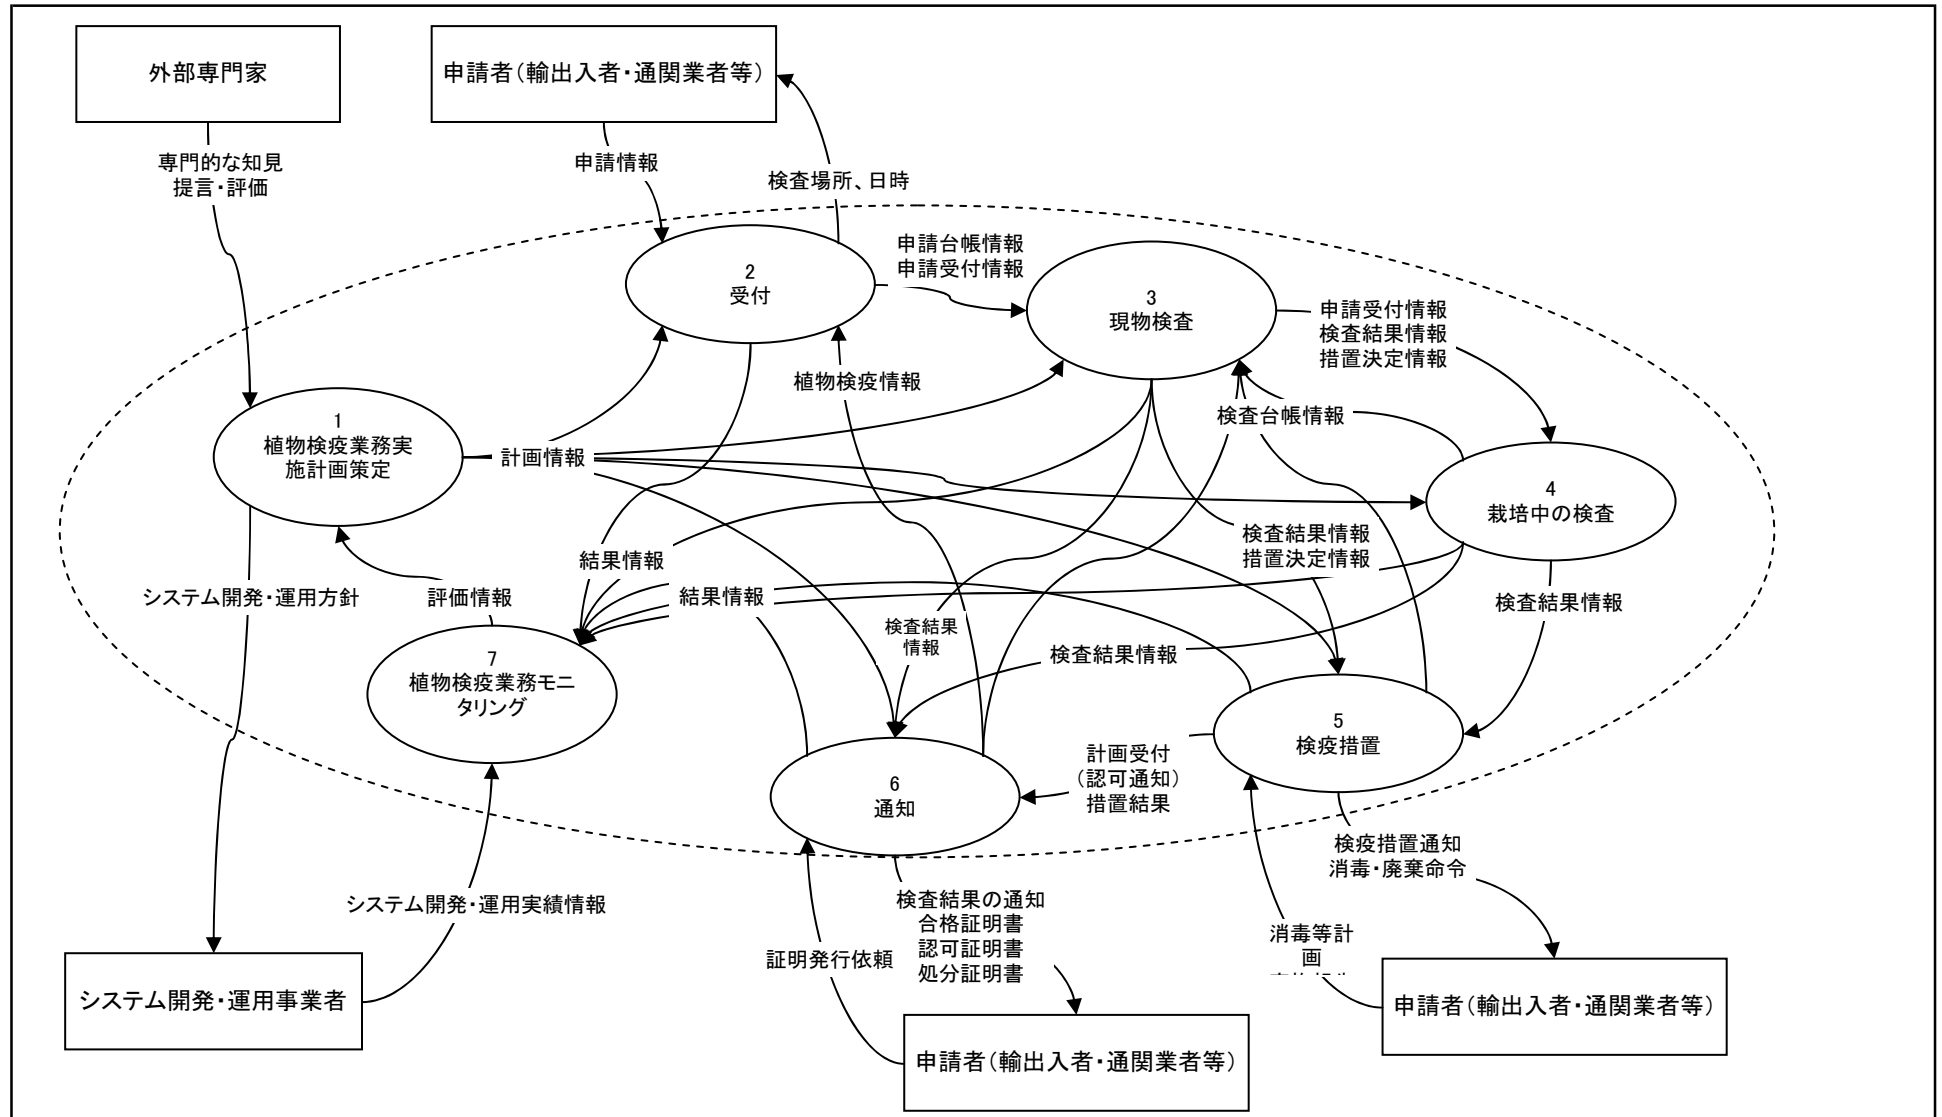 外部専門家
申請者（輸出入者・通関業者等）
専門的な知見
提言・評価
申請情報
検査場所、日時
2
受付
申請台帳情報
申請受付情報
3
現物検査
申請受付情報
検査結果情報
措置決定情報
植物検疫情報
検査台帳情報
1
植物検疫業務実
施計画策定
計画情報
4
栽培中の検査
検査結果情報
措置決定情報
結果情報
システム開発・運用方針
評価情報
結果情報
検査結果
情報
検査結果情報
検査結果情報
7
植物検疫業務モニ
タリング
5
検疫措置
計画受付
（認可通知）
措置結果
6
通知
検疫措置通知
消毒・廃棄命令
システム開発・運用実績情報
検査結果の通知
合格証明書
認可証明書
処分証明書
証明発行依頼
消毒等計
画
システム開発・運用事業者
申請者（輸出入者・通関業者等）
申請者（輸出入者・通関業者等）